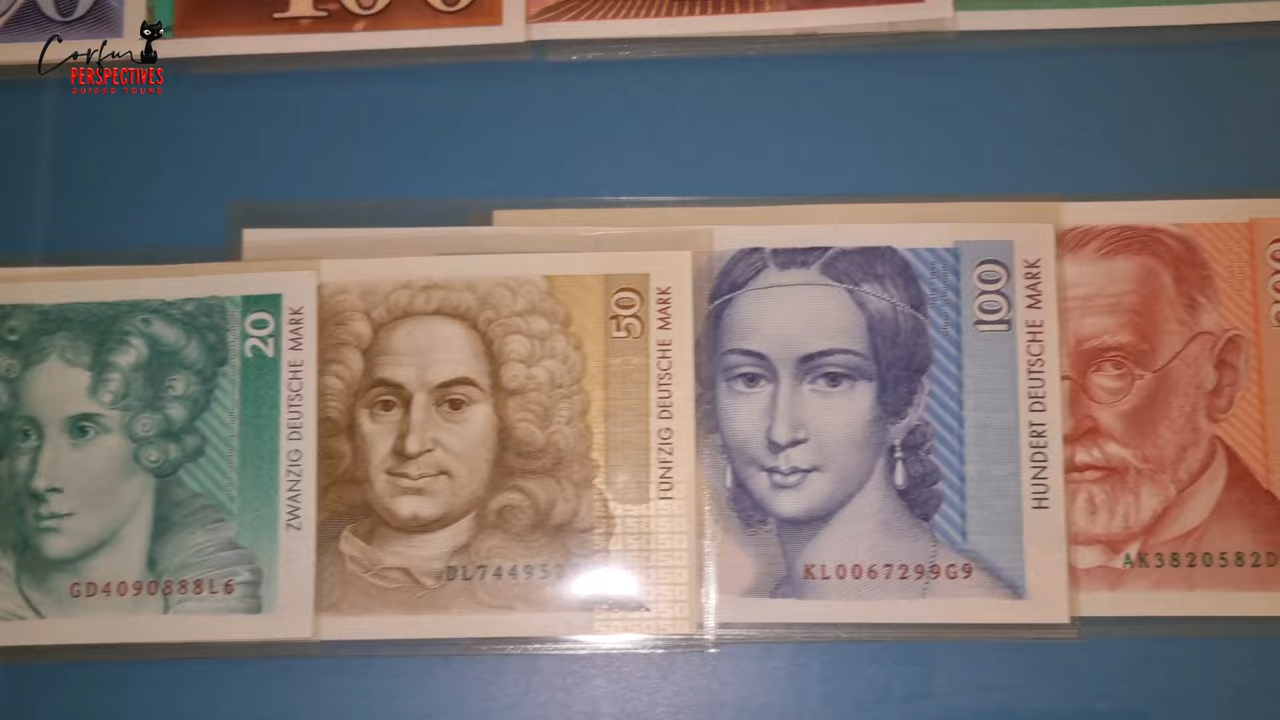 100
Corfu
PERSPECTIVES
GUIDED TOURS
20
ZWANZIG DEUTSCHE MARK
GD4090888L6
50
FÜNFZIG DEUTSCHE MARK
100
HUNDERT DEUTSCHE MARK
KL0067299G9
AK3820582D